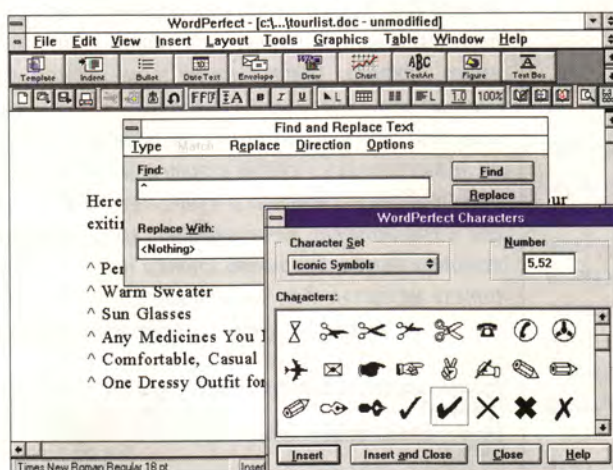 WordPerfect - [c:\...\tourlist.doc - unmodified]
File Edit View Insert Layout Tools Graphics Table Window Help
Template Indent Bullet Date Text Envelope Draw Chart TextArt Figure Text Box
100%
Find and Replace Text
Type Match Replace Direction Options
Find:
^
Find
Replace
Replace With:
<Nothing>
Here
WordPerfect Characters
Character Set
Iconic Symbols
Number
5,52
Characters:
^ Warm Sweater
^ Sun Glasses
^ Any Medicines You
^ Comfortable, Casual
^ One Dressy Outfit for
Insert
Insert and Close
Close
Help
Times New Roman Regular 18 pt